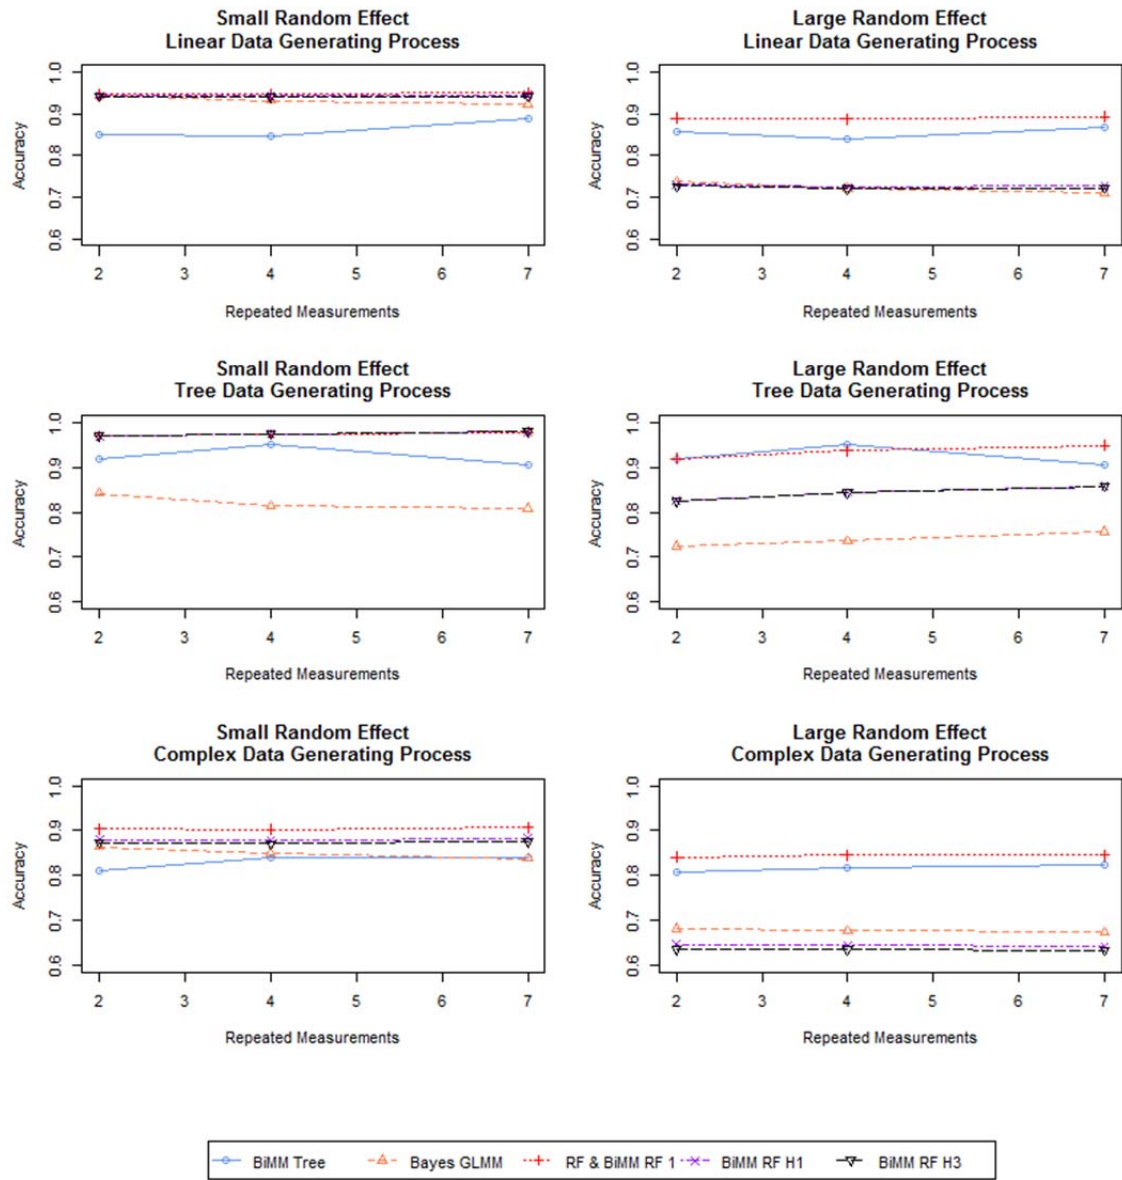 Small Random Effect
Linear Data Generating Process
1.0
0.9
0.8
0.7
0.6
Accuracy
2 3 4 5 6 7
Repeated Measurements
Large Random Effect
Linear Data Generating Process
1.0
0.9
0.8
0.7
0.6
Accuracy
2 3 4 5 6 7
Repeated Measurements
Small Random Effect
Tree Data Generating Process
1.0
0.9
0.8
0.7
0.6
Accuracy
2 3 4 5 6 7
Repeated Measurements
Large Random Effect
Tree Data Generating Process
1.0
0.9
0.8
0.7
0.6
Accuracy
2 3 4 5 6 7
Repeated Measurements
Small Random Effect
Complex Data Generating Process
1.0
0.9
0.8
0.7
0.6
Accuracy
2 3 4 5 6 7
Repeated Measurements
Large Random Effect
Complex Data Generating Process
1.0
0.9
0.8
0.7
0.6
Accuracy
2 3 4 5 6 7
Repeated Measurements
BiMM Tree Bayes GLMM RF & BiMM RF 1 BiMM RF H1 BiMM RF H3